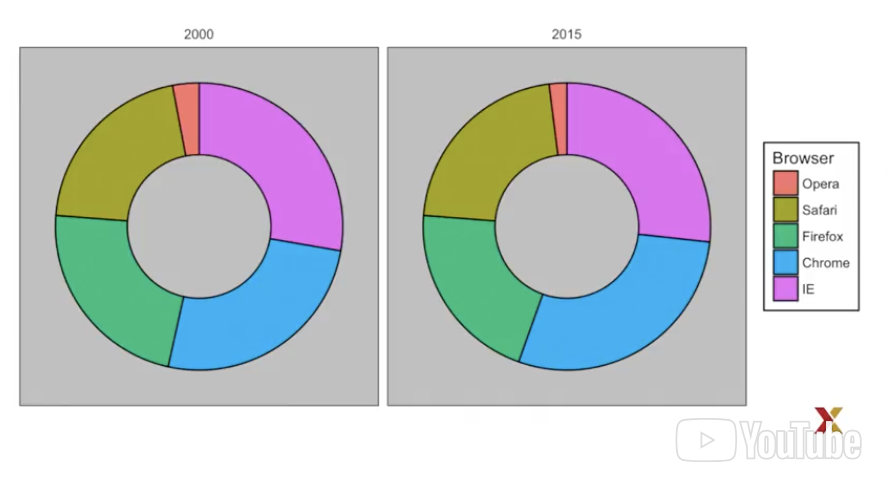 2000
2015
Browser
Opera
Safari
Firefox
Chrome
IE
YouTube